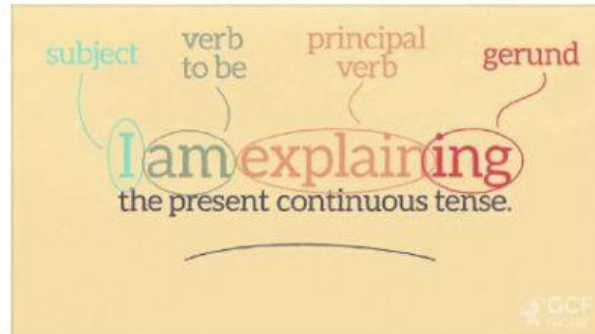 subject
verb
to be
principal
verb
gerund
I am explaining
the present continuous tense.
GCF